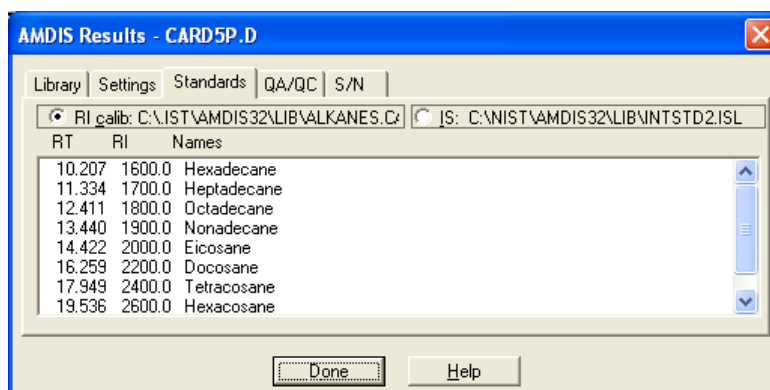 AMDIS Results - CARD5P.D
Library Settings Standards QA/QC S/N
RI calib: C:\.IST\AMDIS32\LIB\ALKANES.CA IS: C:\NIST\AMDIS32\LIB\INTSTD2.ISL
RT RI Names
10.207 1600.0 Hexadecane
11.334 1700.0 Heptadecane
12.411 1800.0 Octadecane
13.440 1900.0 Nonadecane
14.422 2000.0 Eicosane
16.259 2200.0 Docosane
17.949 2400.0 Tetracosane
19.536 2600.0 Hexacosane
Done Help